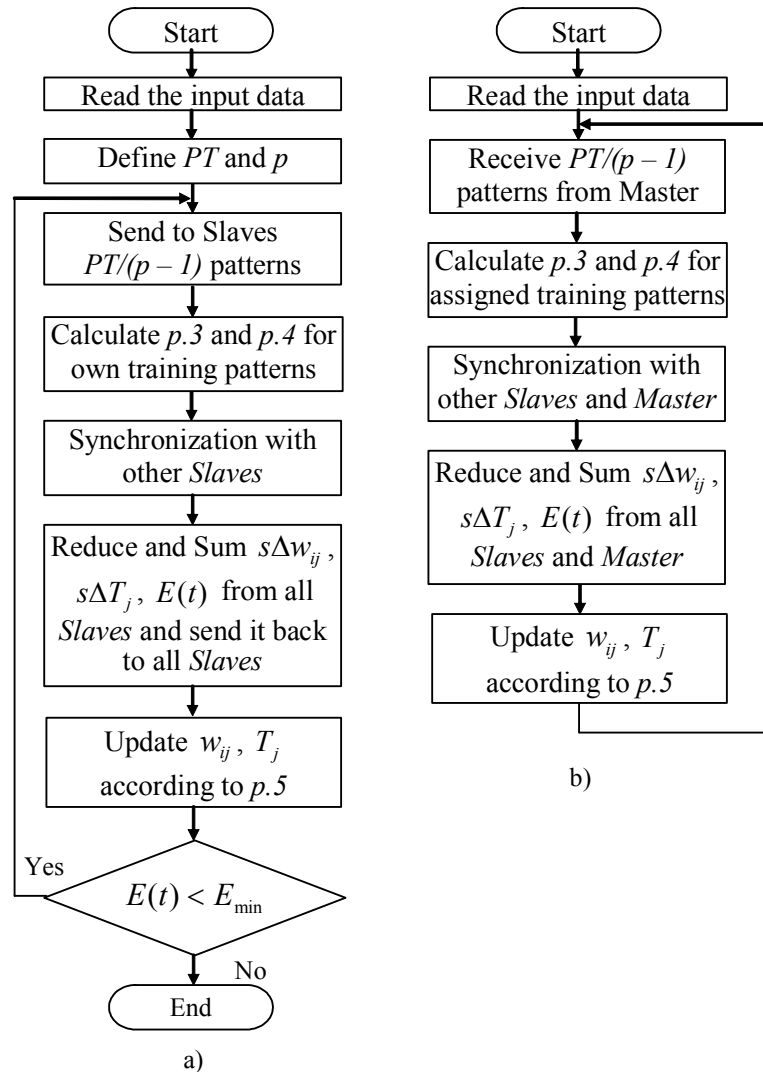 Start
Read the input data
Define PT and p
Send to Slaves
PT/(p – 1) patterns
Calculate p.3 and p.4 for
own training patterns
Synchronization with
other Slaves
Reduce and Sum sΔw_ij ,
sΔT_j , E(t) from all
Slaves and send it back
to all Slaves
Update w_ij , T_j
according to p.5
Yes
E(t) < E_min
No
End
a)
Start
Read the input data
Receive PT/(p – 1)
patterns from Master
Calculate p.3 and p.4 for
assigned training patterns
Synchronization with
other Slaves and Master
Reduce and Sum sΔw_ij ,
sΔT_j , E(t) from all
Slaves and Master
Update w_ij , T_j
according to p.5
b)